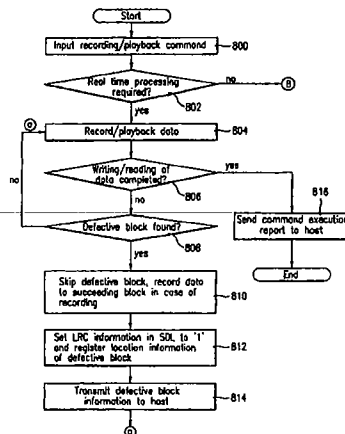 Start
Input recording/playback command
800
Real time processing
required?
no
B
802
yes
a
Record/playback data
804
Writing/reading of
data completed?
yes
806
no
no
816
Send command execution
report to host
Defective block found?
808
End
yes
Skip defective block, record data
to succeeding block in case of
recording
810
Set LRC information in SDL to '1'
and register location information
of defective block
812
Transmit defective block
information to host
814
a